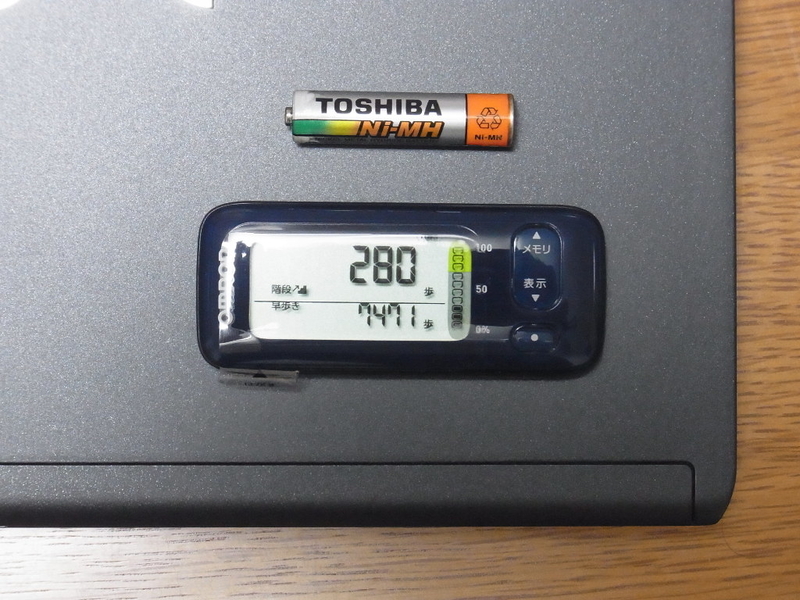 TOSHIBA
Ni-MH
Ni-MH
OMRON
280 歩
階段
早歩き
7471 歩
100
50
0%
メモリ
表示